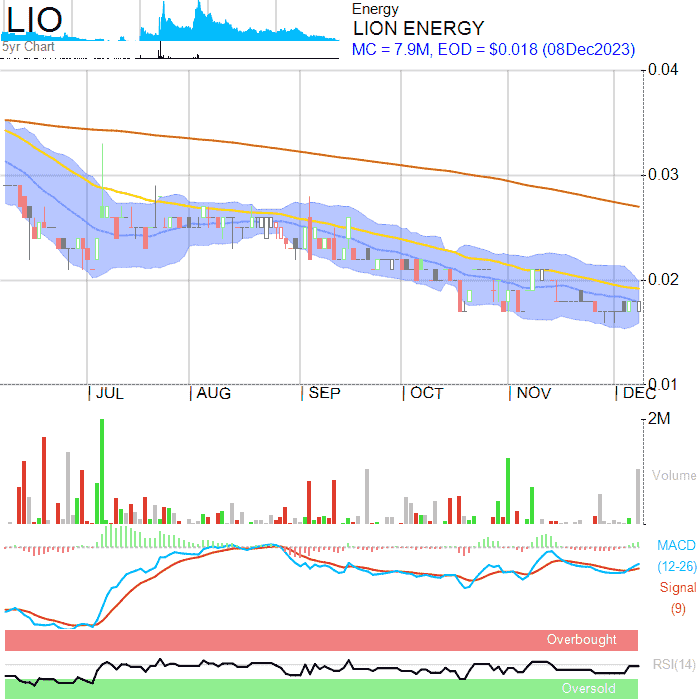 LIO
5yr Chart
Energy
LION ENERGY
MC = 7.9M, EOD = $0.018 (08Dec2023)
0.04
0.03
0.02
0.01
JUL AUG SEP OCT NOV DEC
2M
Volume
MACD
(12-26)
Signal
(9)
Overbought
RSI(14)
Oversold